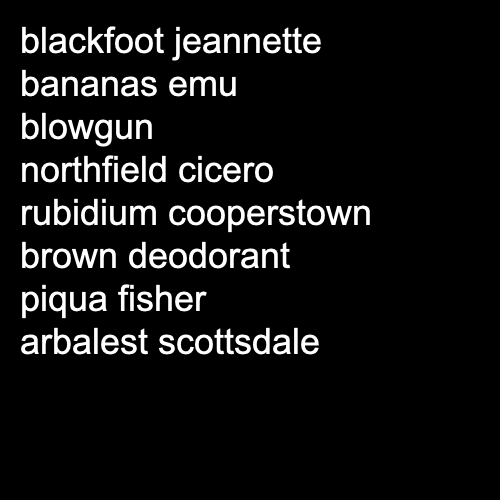 blackfoot jeannette
bananas emu
blowgun
northfield cicero
rubidium cooperstown
brown deodorant
piqua fisher
arbalest scottsdale